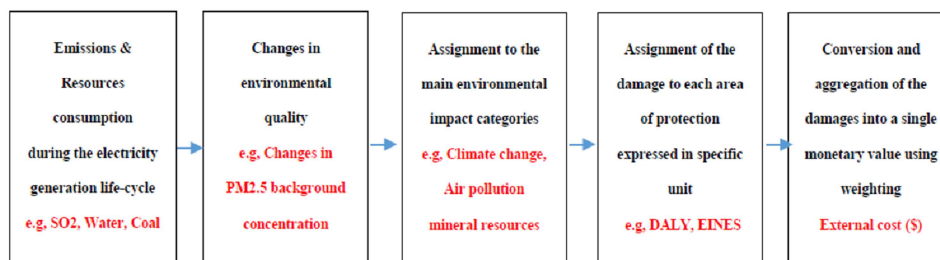 Emissions &
Resources
consumption
during the electricity
generation life-cycle
e.g, SO2, Water, Coal
Changes in
environmental
quality
e.g, Changes in
PM2.5 background
concentration
Assignment to the
main environmental
impact categories
e.g, Climate change,
Air pollution
mineral resources
Assignment of the
damage to each area
of protection
expressed in specific
unit
e.g, DALY, EINES
Conversion and
aggregation of the
damages into a single
monetary value using
weighting
External cost ($)